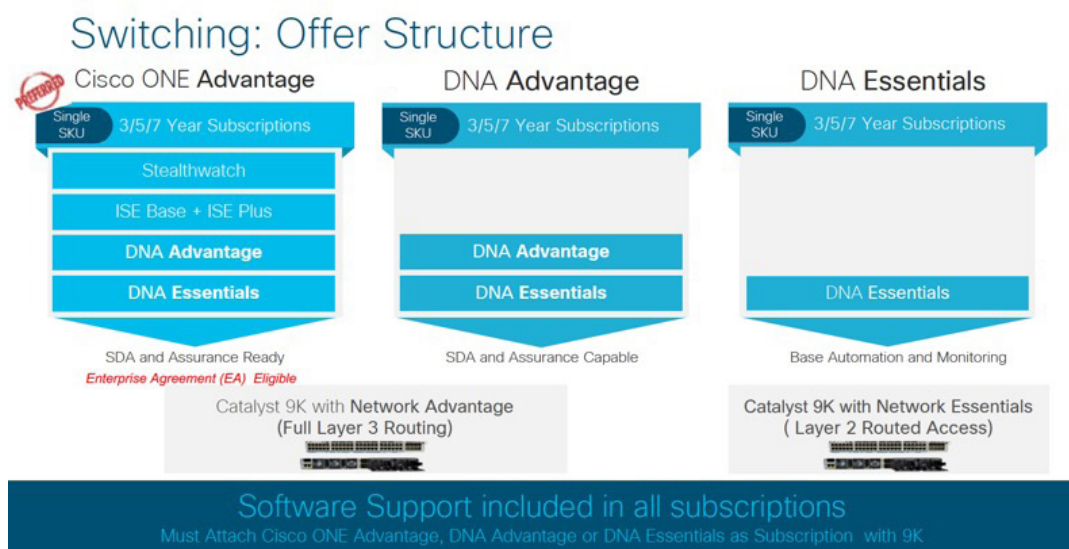 Switching: Offer Structure
PREFERRED
Cisco ONE Advantage
Single
SKU
3/5/7 Year Subscriptions
Stealthwatch
ISE Base + ISE Plus
DNA Advantage
DNA Essentials
SDA and Assurance Ready
Enterprise Agreement (EA) Eligible
DNA Advantage
Single
SKU
3/5/7 Year Subscriptions
DNA Advantage
DNA Essentials
SDA and Assurance Capable
DNA Essentials
Single
SKU
3/5/7 Year Subscriptions
DNA Essentials
Base Automation and Monitoring
Catalyst 9K with Network Advantage
(Full Layer 3 Routing)
Catalyst 9K with Network Essentials
( Layer 2 Routed Access)
Software Support included in all subscriptions
Must Attach Cisco ONE Advantage, DNA Advantage or DNA Essentials as Subscription with 9K